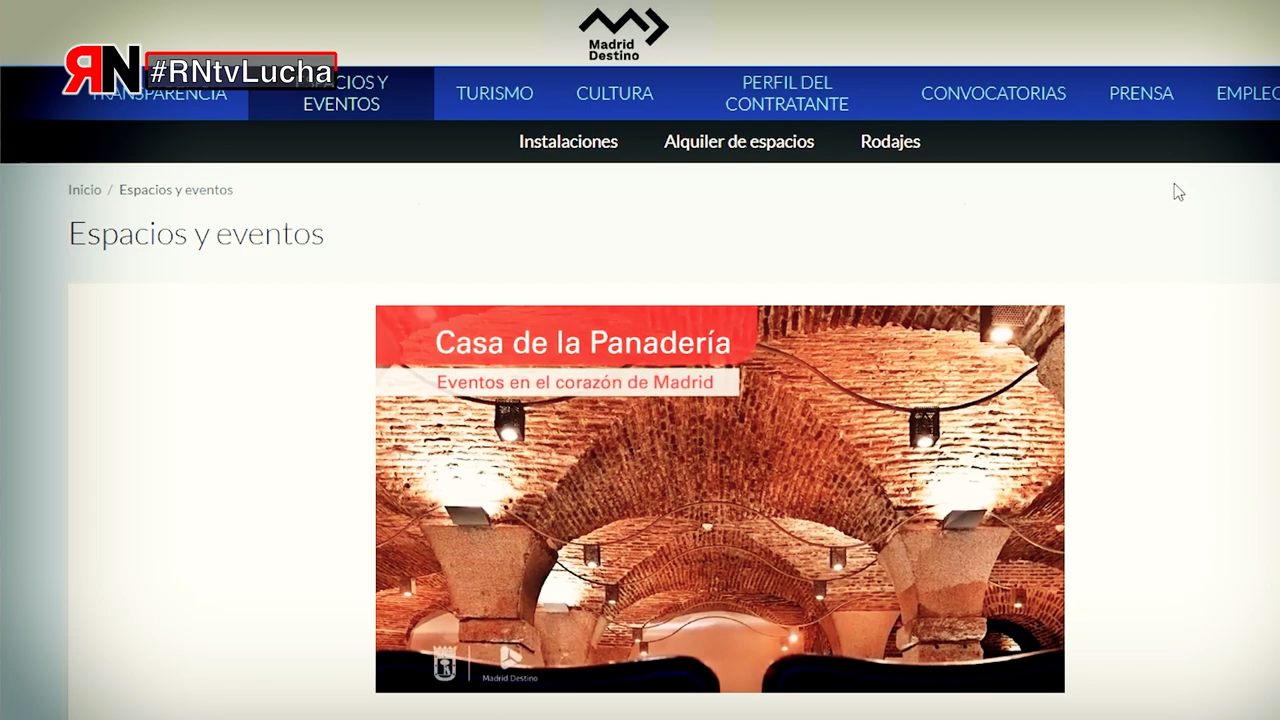 Madrid
Destino
RN #RNtvLucha
TRANSPARENCIA
ESPACIOS Y
EVENTOS
TURISMO
CULTURA
PERFIL DEL
CONTRATANTE
CONVOCATORIAS
PRENSA
EMPLEO
Instalaciones
Alquiler de espacios
Rodajes
Inicio / Espacios y eventos
Espacios y eventos
Casa de la Panadería
Eventos en el corazón de Madrid
Madrid Destino